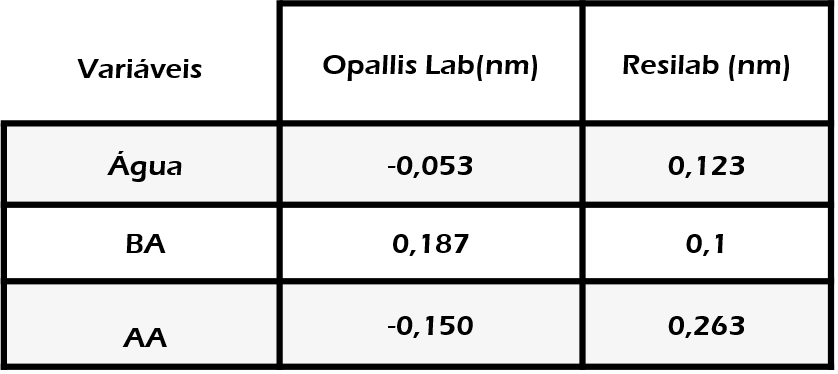 Variáveis Opallis Lab(nm) Resilab (nm)
Água -0,053 0,123
BA 0,187 0,1
AA -0,150 0,263